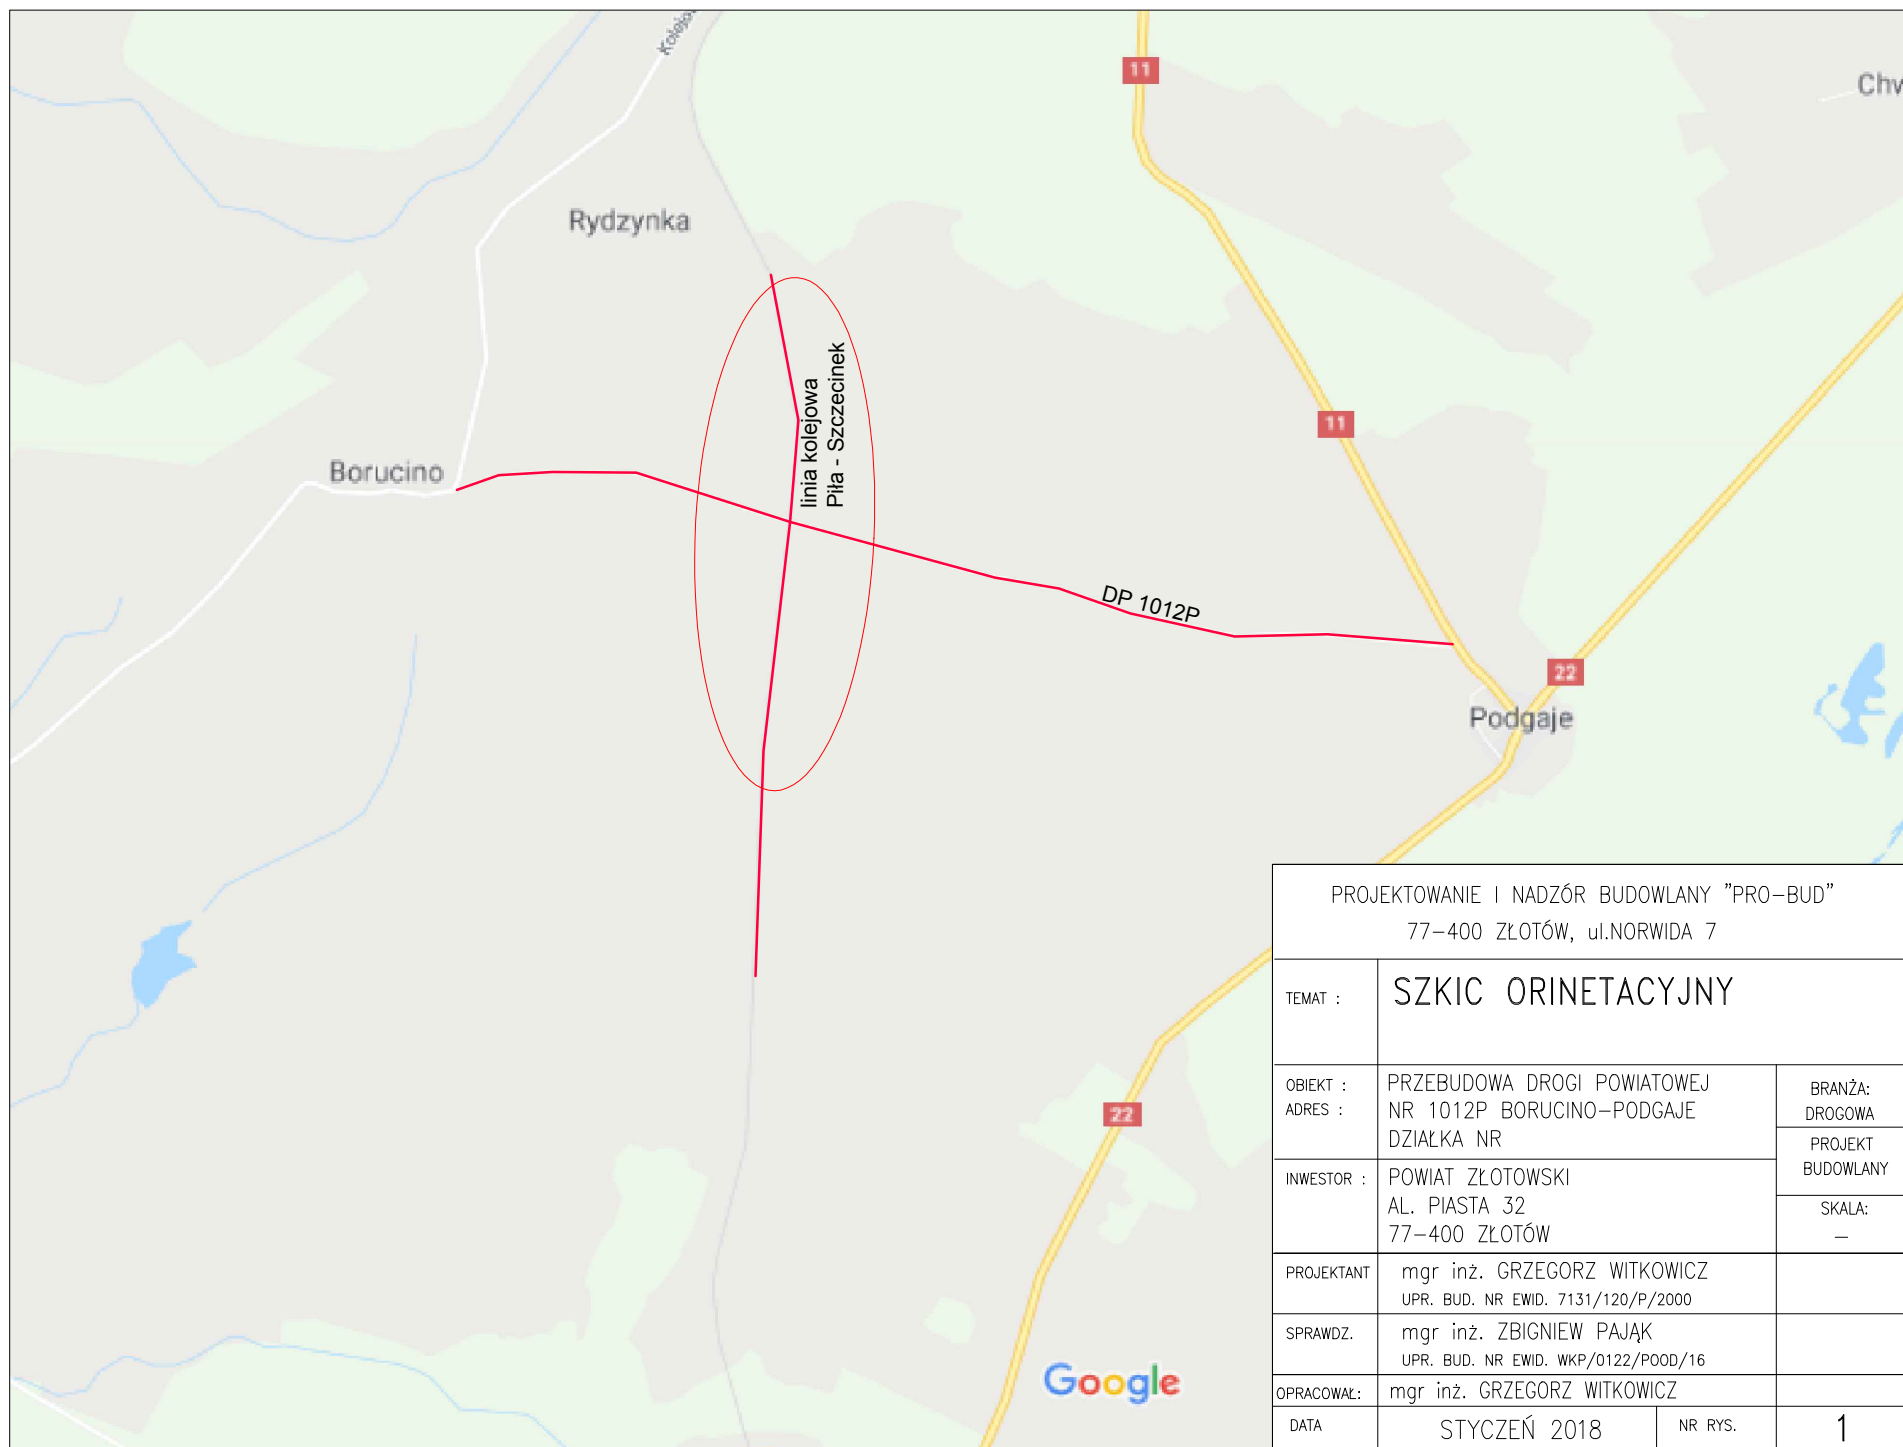 Kolejowa
11
Chw
Rydzynka
linia kolejowa
Piła - Szczecinek
11
Borucino
DP 1012P
22
Podgaje
22
Google
PROJEKTOWANIE I NADZÓR BUDOWLANY "PRO-BUD"
77-400 ZŁOTÓW, ul.NORWIDA 7
TEMAT :
SZKIC ORINETACYJNY
OBIEKT :
ADRES :
PRZEBUDOWA DROGI POWIATOWEJ
NR 1012P BORUCINO-PODGAJE
DZIAŁKA NR
BRANŻA:
DROGOWA
PROJEKT
BUDOWLANY
INWESTOR :
POWIAT ZŁOTOWSKI
AL. PIASTA 32
77-400 ZŁOTÓW
SKALA:
-
PROJEKTANT
mgr inż. GRZEGORZ WITKOWICZ
UPR. BUD. NR EWID. 7131/120/P/2000
SPRAWDZ.
mgr inż. ZBIGNIEW PAJĄK
UPR. BUD. NR EWID. WKP/0122/POOD/16
OPRACOWAŁ:
mgr inż. GRZEGORZ WITKOWICZ
DATA
STYCZEŃ 2018
NR RYS.
1